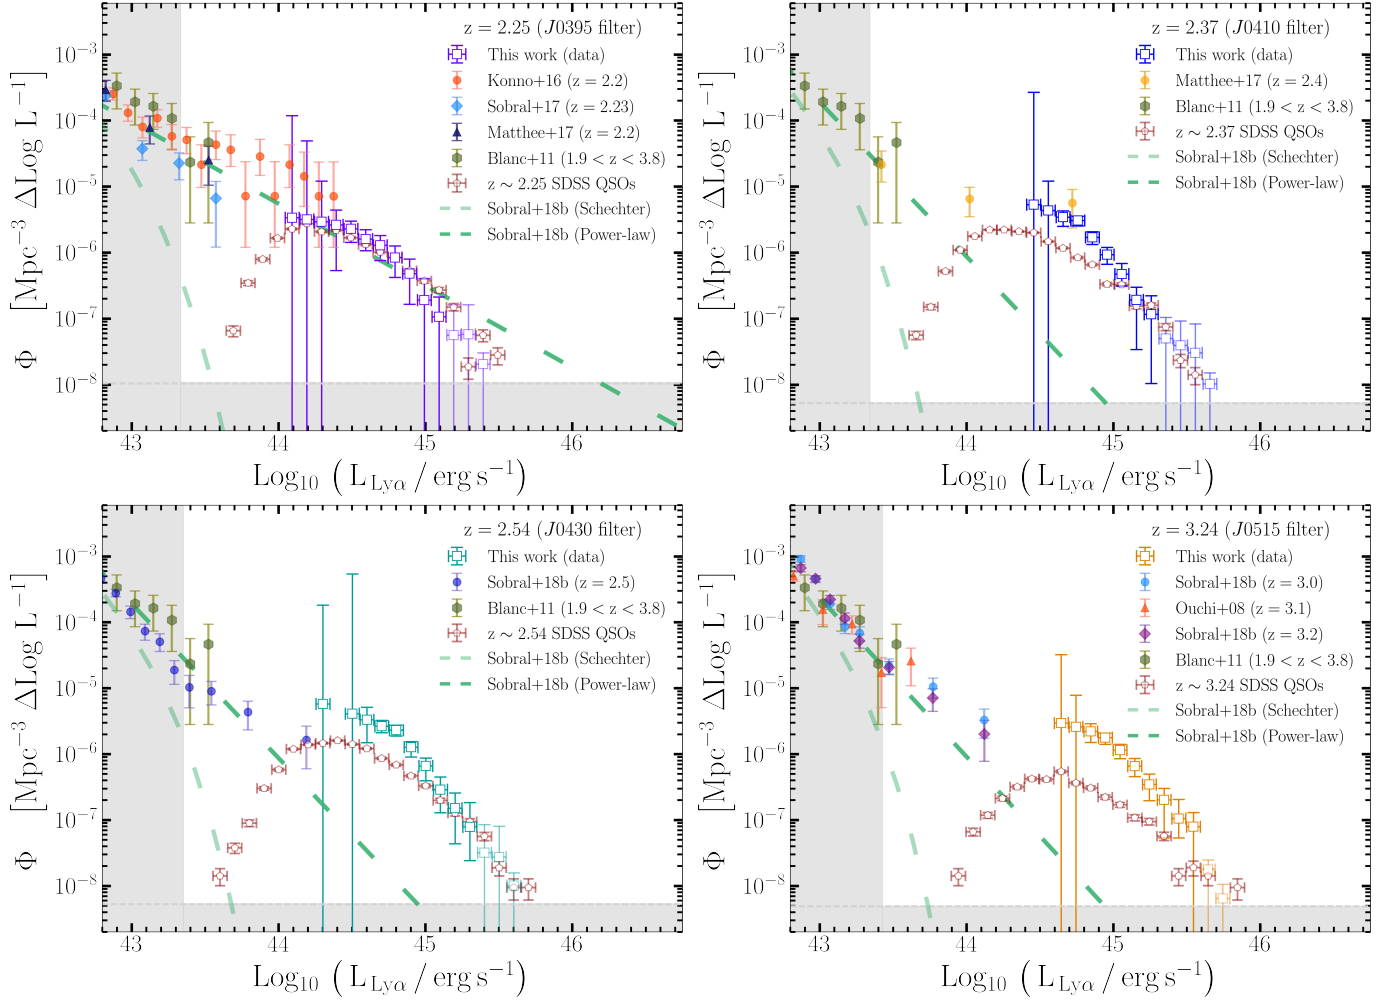 z = 2.25 (J0395 filter)
This work (data)
Konno+16 (z = 2.2)
Sobral+17 (z = 2.23)
Matthee+17 (z = 2.2)
Blanc+11 (1.9 < z < 3.8)
z ∼ 2.25 SDSS QSOs
Sobral+18b (Schechter)
Sobral+18b (Power-law)
10⁻³
10⁻⁴
10⁻⁵
10⁻⁶
10⁻⁷
10⁻⁸
Φ [Mpc⁻³ ΔLog L⁻¹]
43 44 45 46
Log₁₀ (L Lyα / erg s⁻¹)
z = 2.37 (J0410 filter)
This work (data)
Matthee+17 (z = 2.4)
Blanc+11 (1.9 < z < 3.8)
z ∼ 2.37 SDSS QSOs
Sobral+18b (Schechter)
Sobral+18b (Power-law)
10⁻³
10⁻⁴
10⁻⁵
10⁻⁶
10⁻⁷
10⁻⁸
Φ [Mpc⁻³ ΔLog L⁻¹]
43 44 45 46
Log₁₀ (L Lyα / erg s⁻¹)
z = 2.54 (J0430 filter)
This work (data)
Sobral+18b (z = 2.5)
Blanc+11 (1.9 < z < 3.8)
z ∼ 2.54 SDSS QSOs
Sobral+18b (Schechter)
Sobral+18b (Power-law)
10⁻³
10⁻⁴
10⁻⁵
10⁻⁶
10⁻⁷
10⁻⁸
Φ [Mpc⁻³ ΔLog L⁻¹]
43 44 45 46
Log₁₀ (L Lyα / erg s⁻¹)
z = 3.24 (J0515 filter)
This work (data)
Sobral+18b (z = 3.0)
Ouchi+08 (z = 3.1)
Sobral+18b (z = 3.2)
Blanc+11 (1.9 < z < 3.8)
z ∼ 3.24 SDSS QSOs
Sobral+18b (Schechter)
Sobral+18b (Power-law)
10⁻³
10⁻⁴
10⁻⁵
10⁻⁶
10⁻⁷
10⁻⁸
Φ [Mpc⁻³ ΔLog L⁻¹]
43 44 45 46
Log₁₀ (L Lyα / erg s⁻¹)